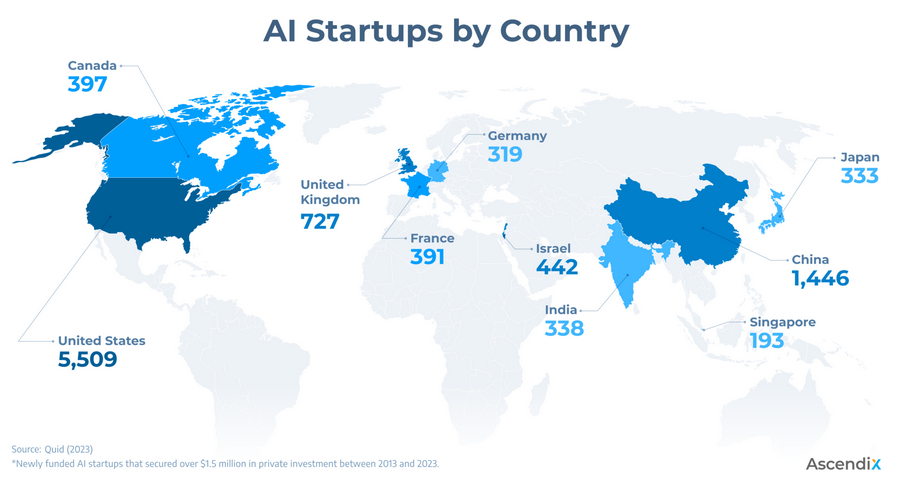 AI Startups by Country
Canada
397
Germany
319
Japan
333
United
Kingdom
727
France
391
Israel
442
China
1,446
India
338
Singapore
193
United States
5,509
Source: Quid (2023)
*Newly funded AI startups that secured over $1.5 million in private investment between 2013 and 2023.
Ascendix